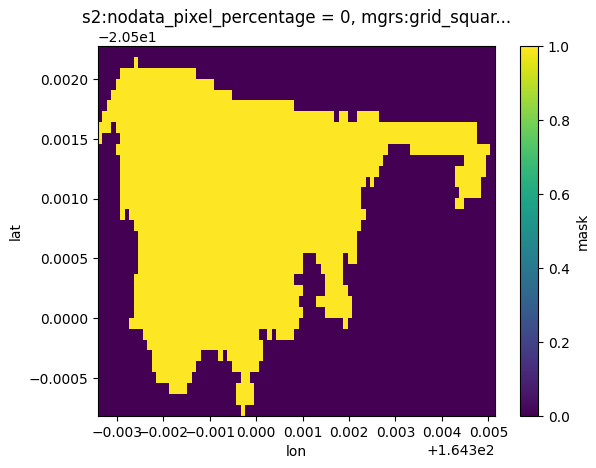 s2:nodata_pixel_percentage = 0, mgrs:grid_squar...
−2.05e1
0.0020
0.0015
0.0010
0.0005
0.0000
−0.0005
lat
−0.003 −0.002 −0.001 0.000 0.001 0.002 0.003 0.004 0.005
lon
+1.643e2
1.0
0.8
0.6
0.4
0.2
0.0
mask